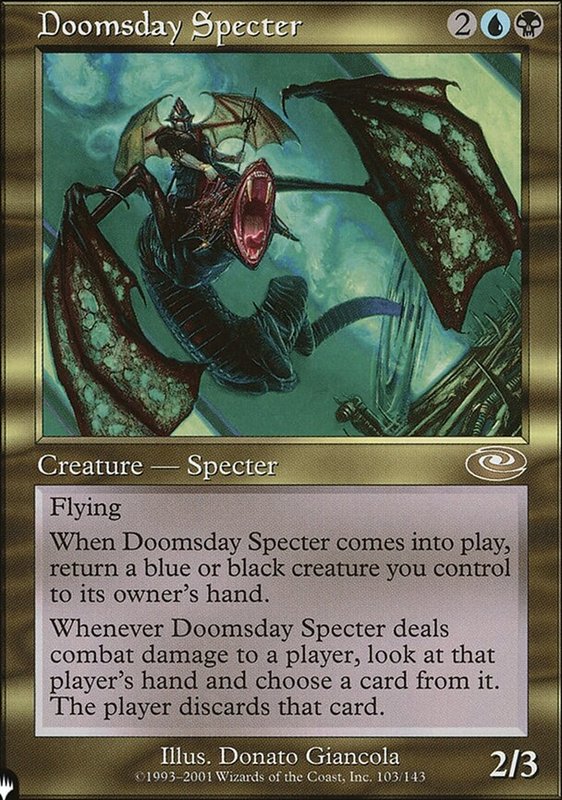 Doomsday Specter 2
Creature — Specter
Flying
When Doomsday Specter comes into play,
return a blue or black creature you control
to its owner's hand.
Whenever Doomsday Specter deals
combat damage to a player, look at that
player's hand and choose a card from it.
The player discards that card.
Illus. Donato Giancola
©1993–2001 Wizards of the Coast, Inc. 103/143
2/3